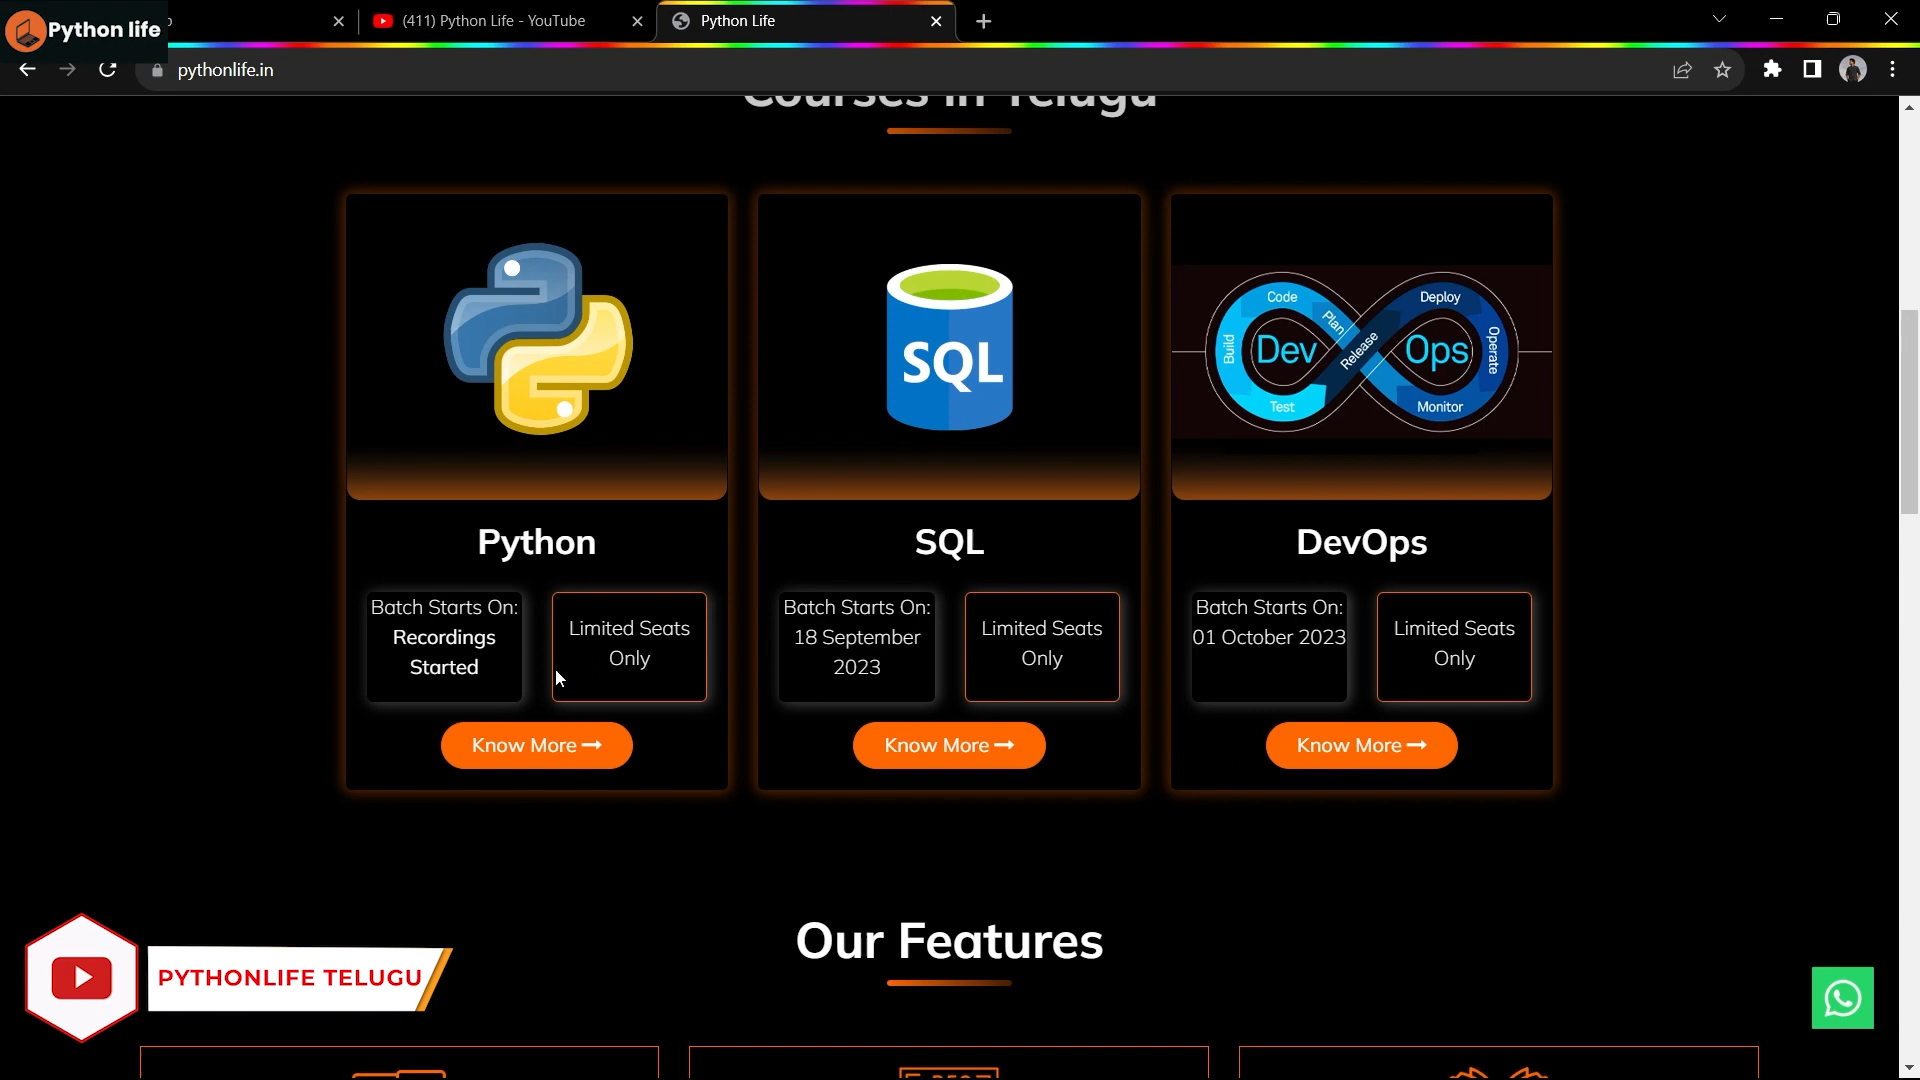 Python life
(411) Python Life - YouTube
Python Life
pythonlife.in
Courses in Telugu
SQL
Code
Plan
Build
Dev
Test
Release
Deploy
Operate
Ops
Monitor
Python
SQL
DevOps
Batch Starts On:
Recordings
Started
Limited Seats
Only
Batch Starts On:
18 September
2023
Limited Seats
Only
Batch Starts On:
01 October 2023
Limited Seats
Only
Know More
Know More
Know More
Our Features
PYTHONLIFE TELUGU